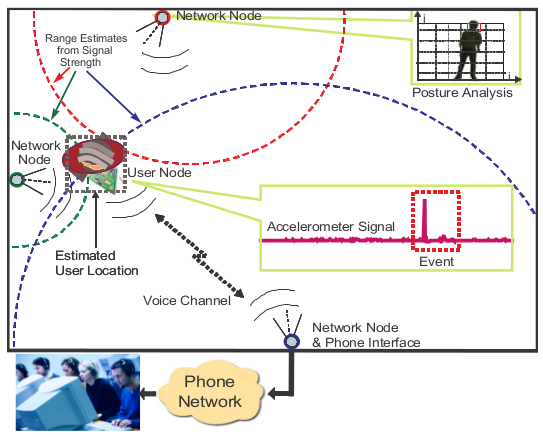 Network Node
Range Estimates
from Signal
Strength
i
i
Posture Analysis
Network
Node
User Node
Accelerometer Signal
Event
Estimated
User Location
Voice Channel
Network Node
& Phone Interface
Phone
Network